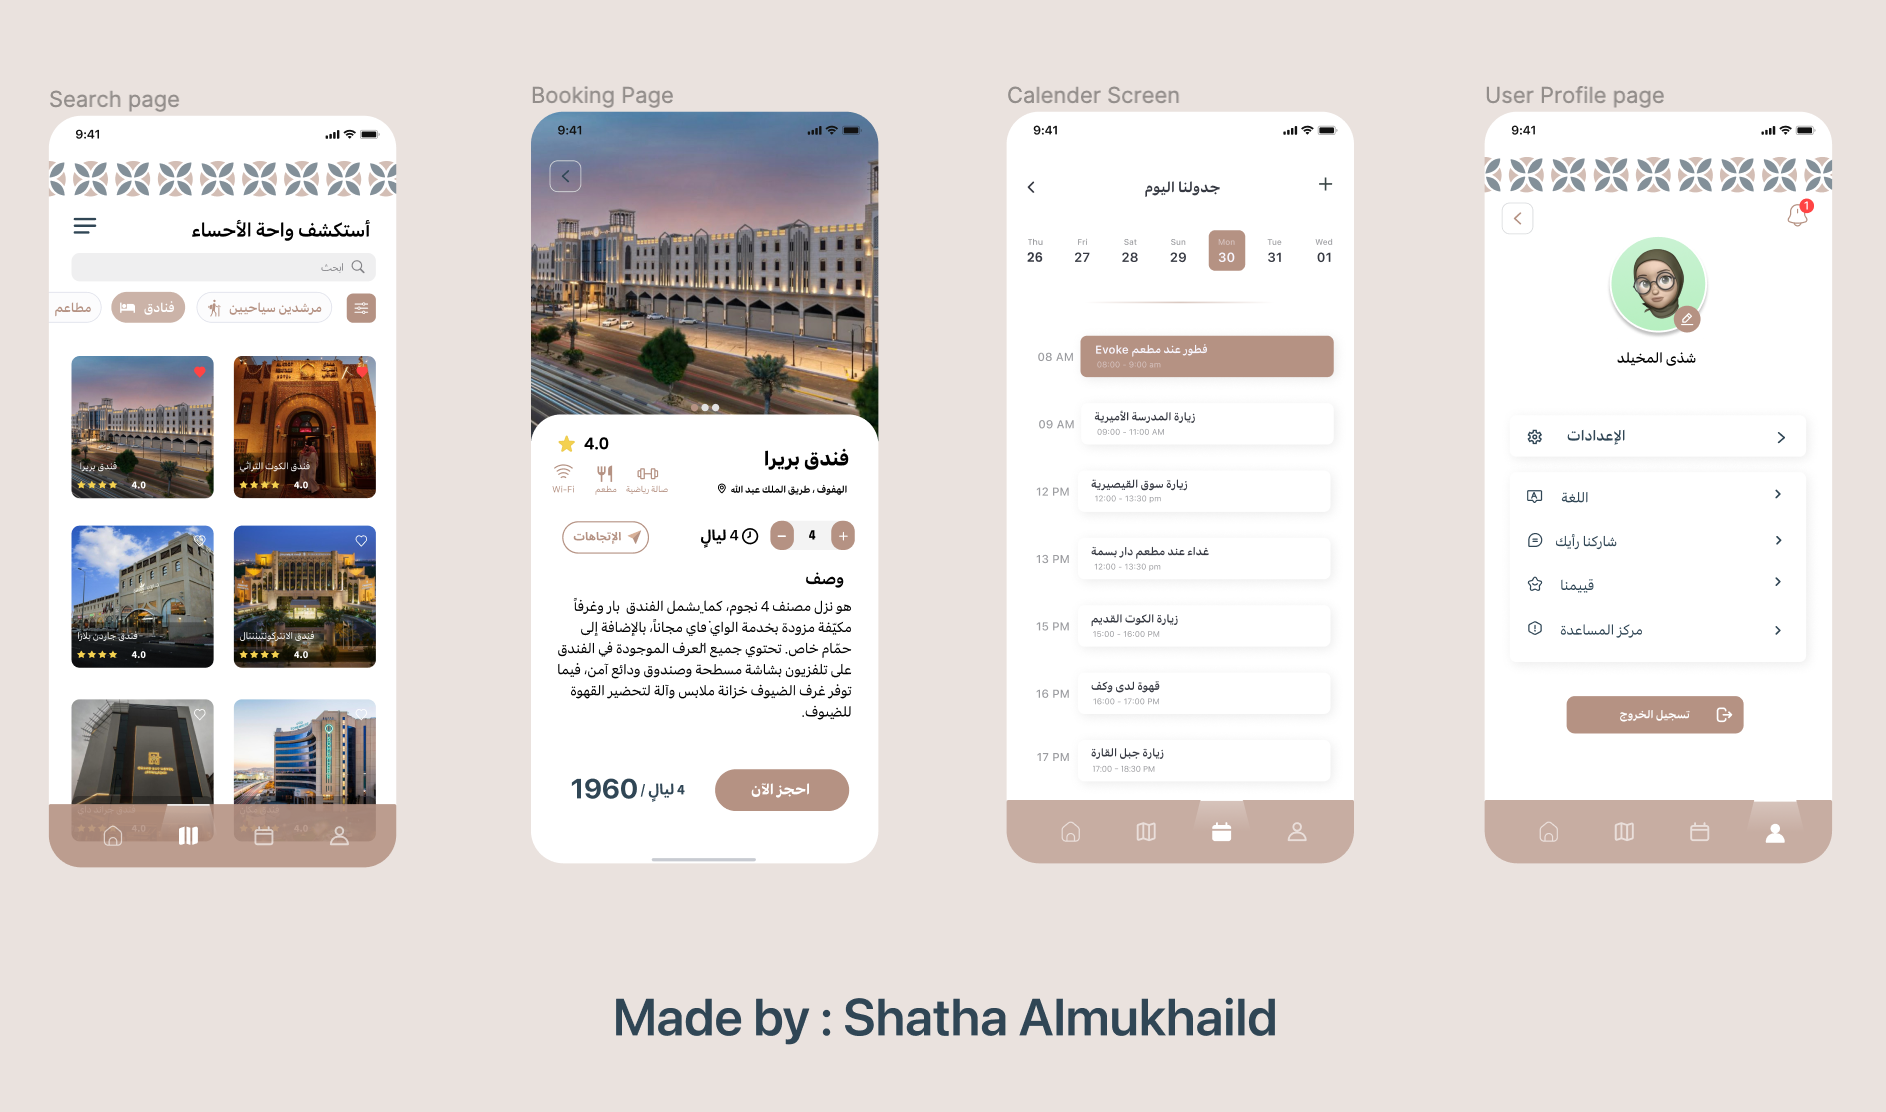 Search page
9:41
أستكشف واحة الأحساء
ابحث
مرشدين سياحيين
فنادق
مطاعم
فندق بريرا
4.0
فندق الكوت التراثي
4.0
فندق جاردن بلازا
4.0
فندق الانتركونتيننتال
4.0
4.0
4.0
Booking Page
9:41
4.0
فندق بريرا
Wi-Fi
مطعم
صالة رياضية
الهفوف ، طريق الملك عبد الله
الإتجاهات
4 ليالٍ
− 4 +
وصف
هو نزل مصنف 4 نجوم، كما يشمل الفندق بار وغرفاً
مكيّفة مزودة بخدمة الواي فاي مجاناً، بالإضافة إلى
حمّام خاص. تحتوي جميع الغرف الموجودة في الفندق
على تلفزيون بشاشة مسطحة وصندوق ودائع آمن، فيما
توفر غرف الضيوف خزانة ملابس وآلة لتحضير القهوة
للضيوف.
1960 / 4 ليالٍ
احجز الآن
Calender Screen
9:41
جدولنا اليوم
Thu Fri Sat Sun Mon Tue Wed
26 27 28 29 30 31 01
08 AM
فطور عند مطعم Evoke
08:00 - 9:00 am
09 AM
زيارة المدرسة الأميرية
09:00 - 11:00 AM
12 PM
زيارة سوق القيصيرية
12:00 - 13:30 pm
13 PM
غداء عند مطعم دار بسمة
12:00 - 13:30 pm
15 PM
زيارة الكوت القديم
15:00 - 16:00 PM
16 PM
قهوة لدى وكف
16:00 - 17:00 PM
17 PM
زيارة جبل القارة
17:00 - 18:30 PM
User Profile page
9:41
1
شذى المخيلد
الإعدادات
اللغة
شاركنا رأيك
قييمنا
مركز المساعدة
تسجيل الخروج
Made by : Shatha Almukhaild